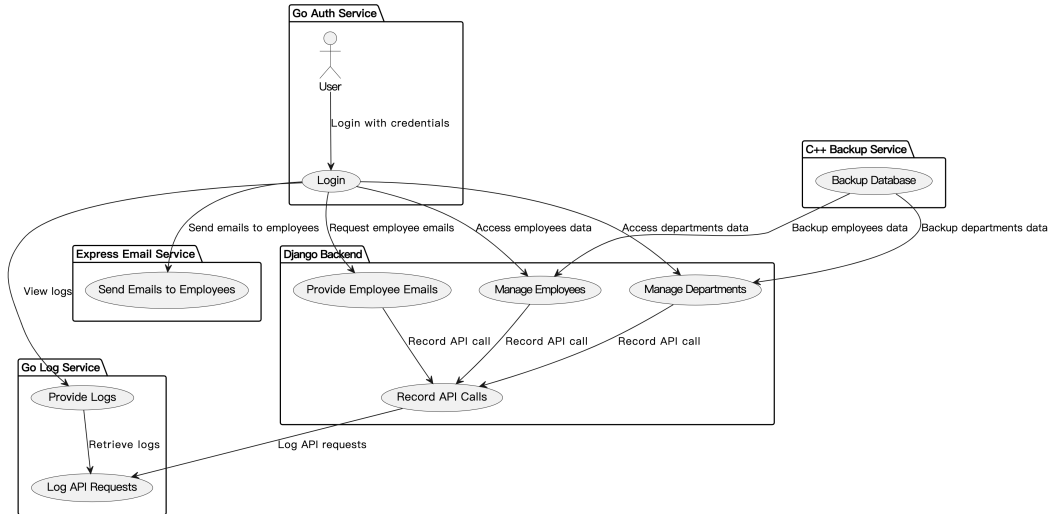 Go Auth Service
User
Login with credentials
Login
C++ Backup Service
Backup Database
Send emails to employees
Request employee emails
Access employees data
Access departments data
Backup employees data
Backup departments data
Express Email Service
Send Emails to Employees
Django Backend
Provide Employee Emails
Manage Employees
Manage Departments
View logs
Record API call
Record API call
Record API call
Go Log Service
Provide Logs
Record API Calls
Retrieve logs
Log API requests
Log API Requests